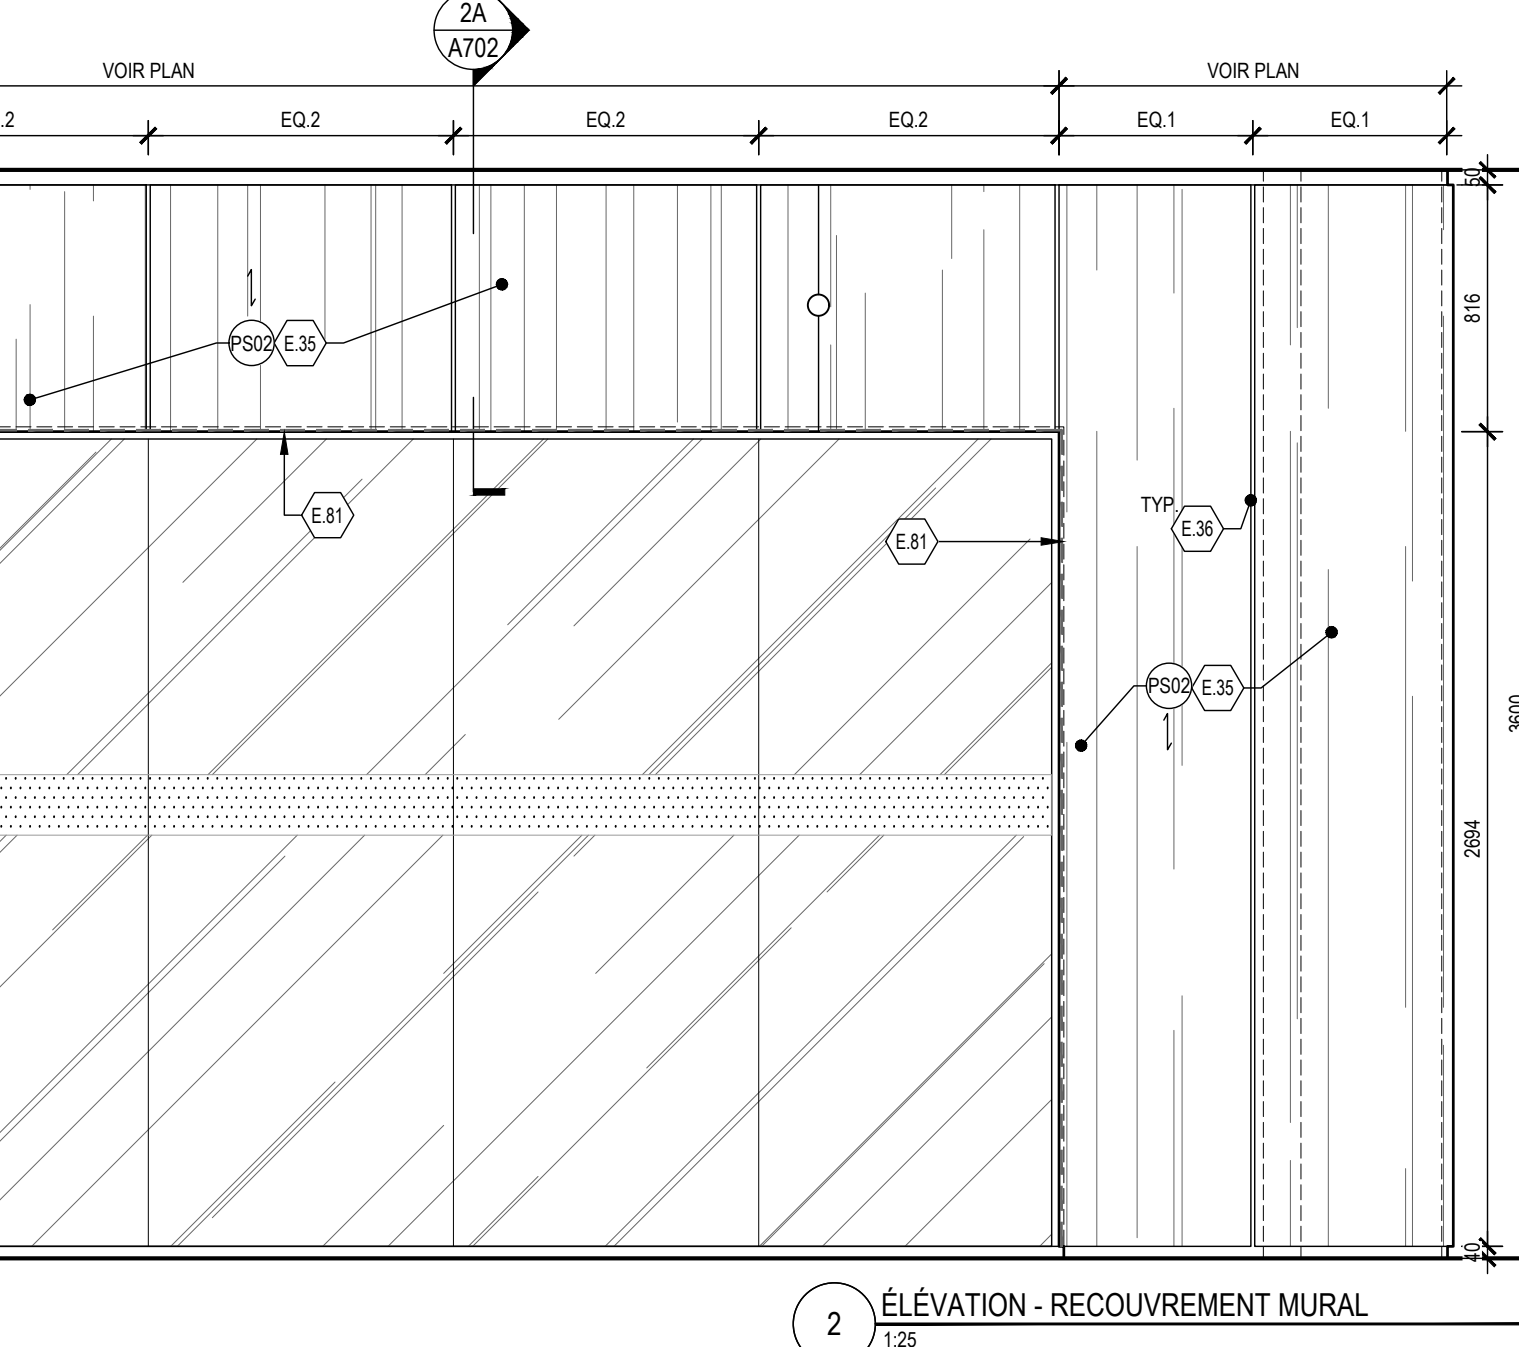 2A
A702
VOIR PLAN
VOIR PLAN
.2
EQ.2
EQ.2
EQ.2
EQ.1
EQ.1
50
816
PS02
E.35
E.81
E.81
TYP.
E.36
PS02
E.35
3600
2694
40
2
ÉLÉVATION - RECOUVREMENT MURAL
1:25